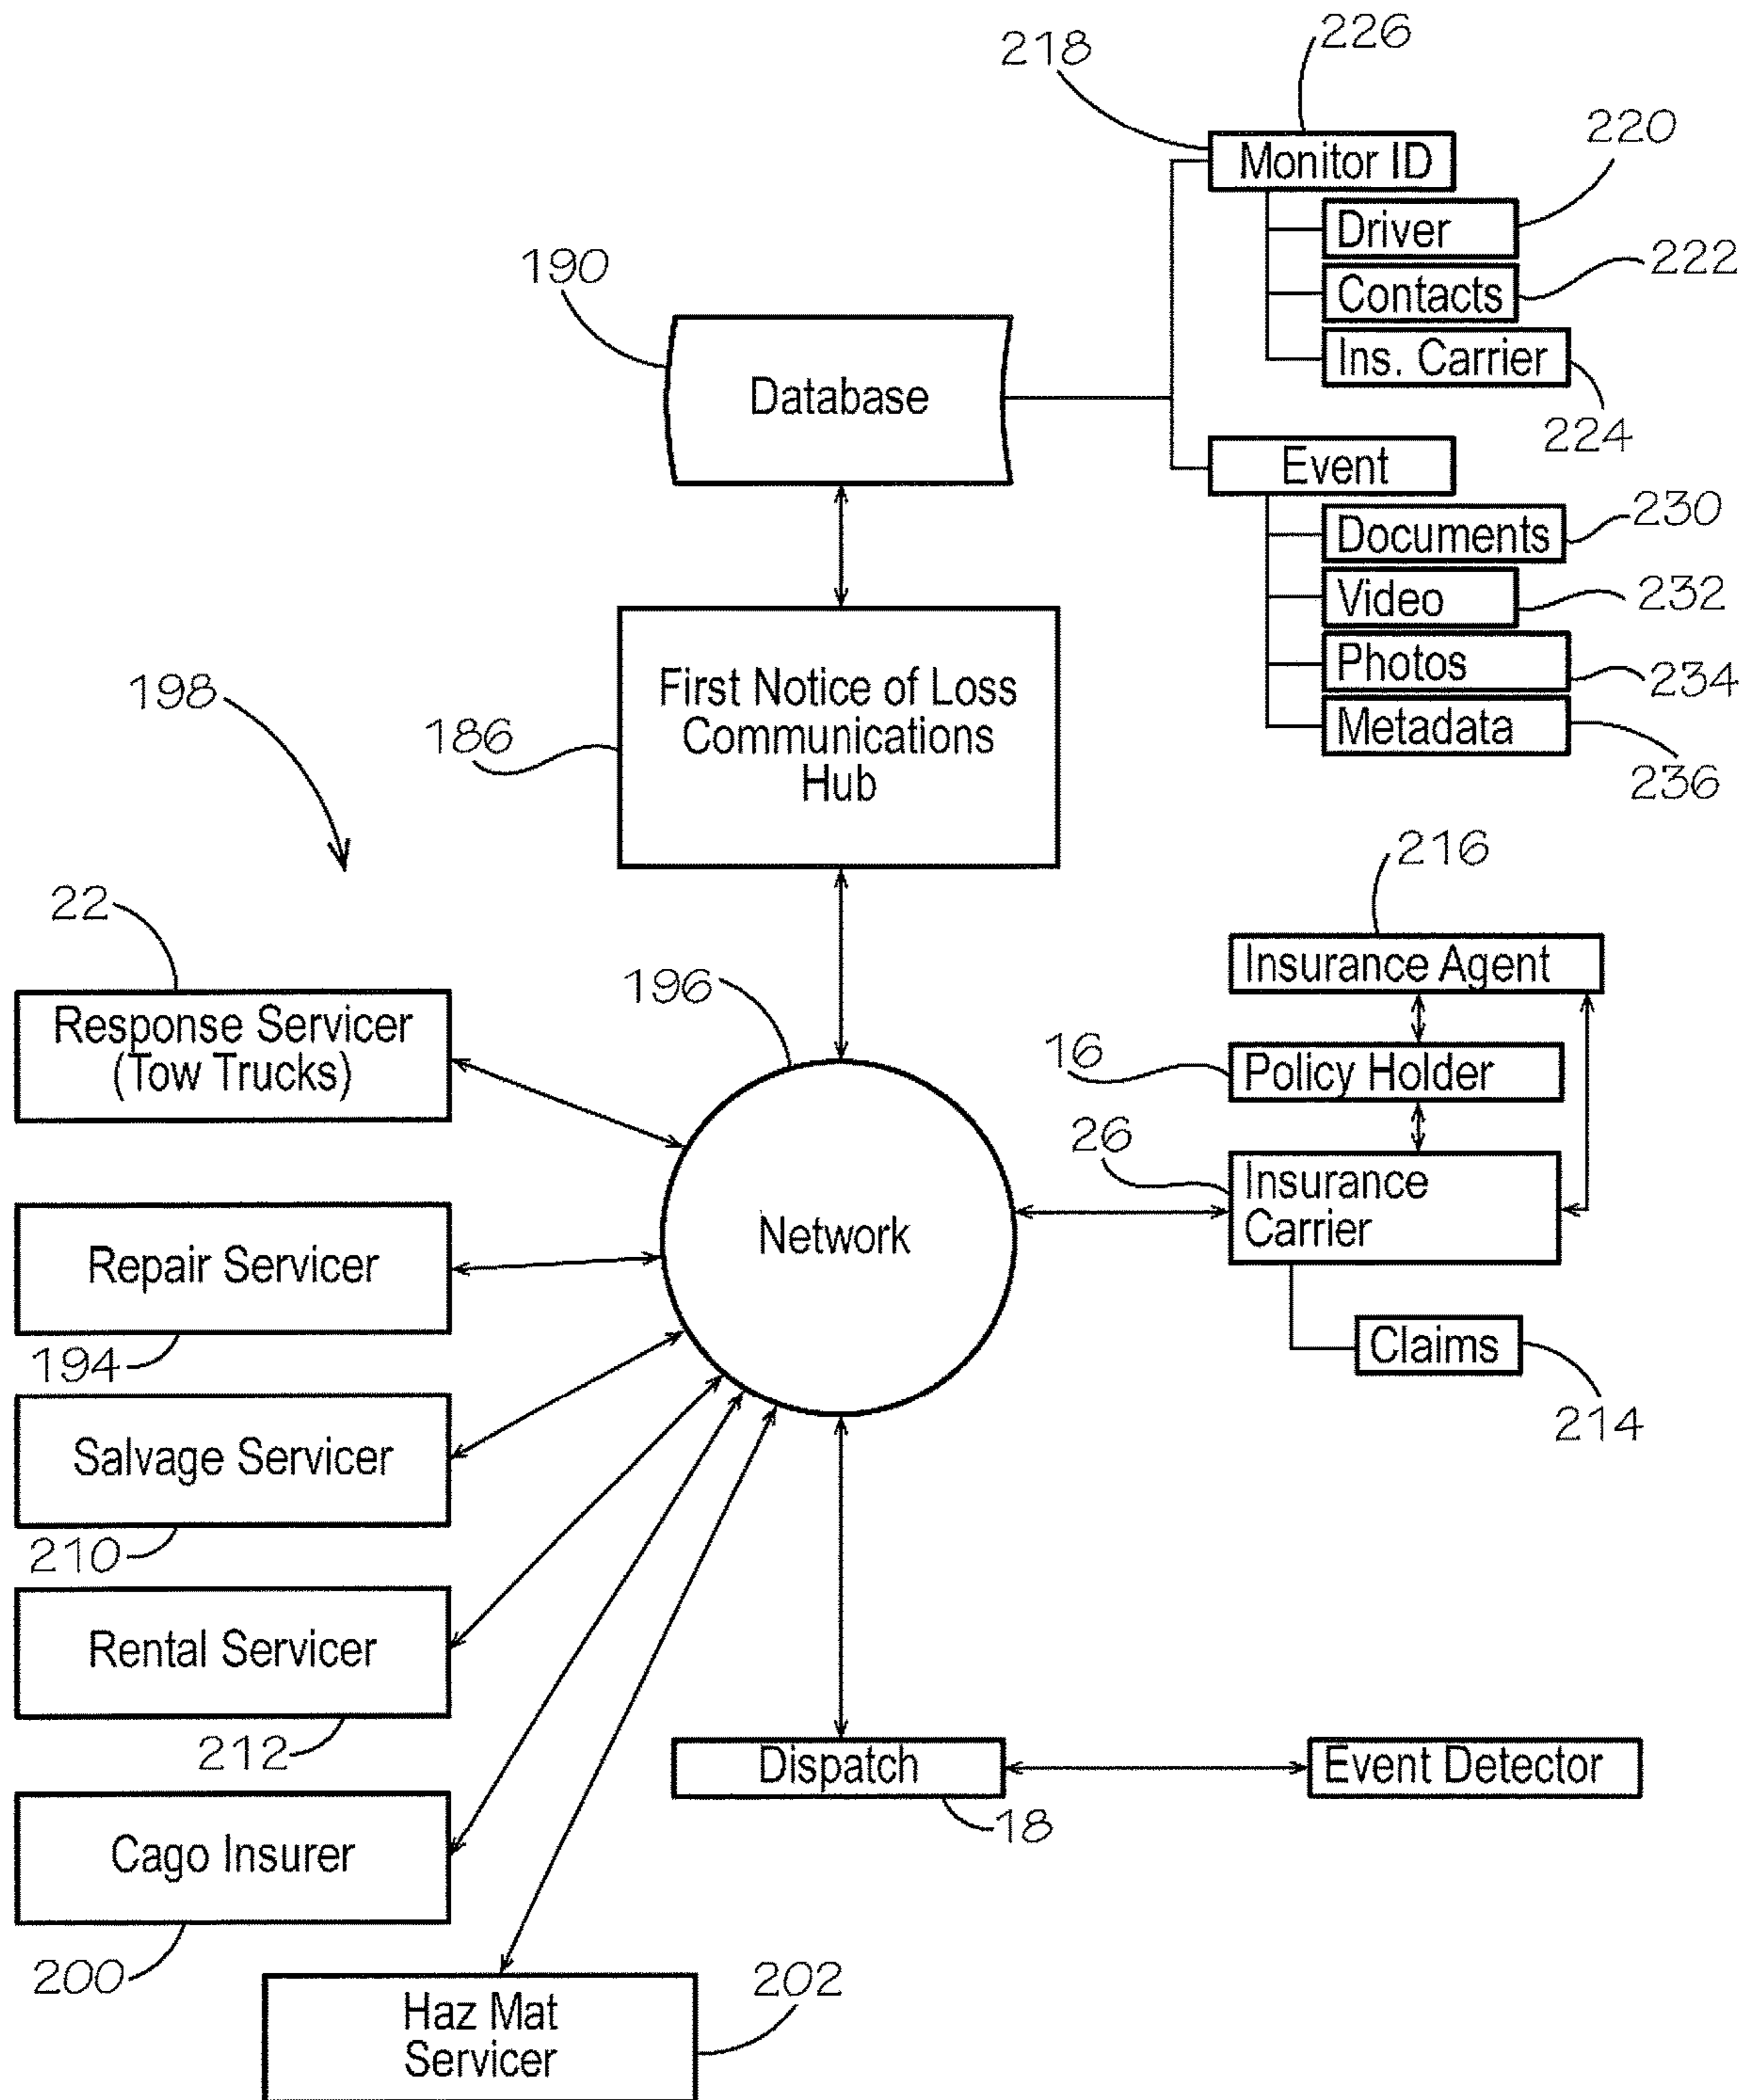 226
218
220
Monitor ID
Driver
222
190
Contacts
Ins. Carrier
Database
224
Event
230
Documents
Video
232
Photos
234
198
First Notice of Loss
Communications
Hub
186
Metadata
236
216
22
Insurance Agent
196
Response Servicer
(Tow Trucks)
16
Policy Holder
26
Insurance
Carrier
Network
Repair Servicer
194
Claims
214
Salvage Servicer
210
Rental Servicer
212
Dispatch
Event Detector
18
Cago Insurer
200
202
Haz Mat
Servicer